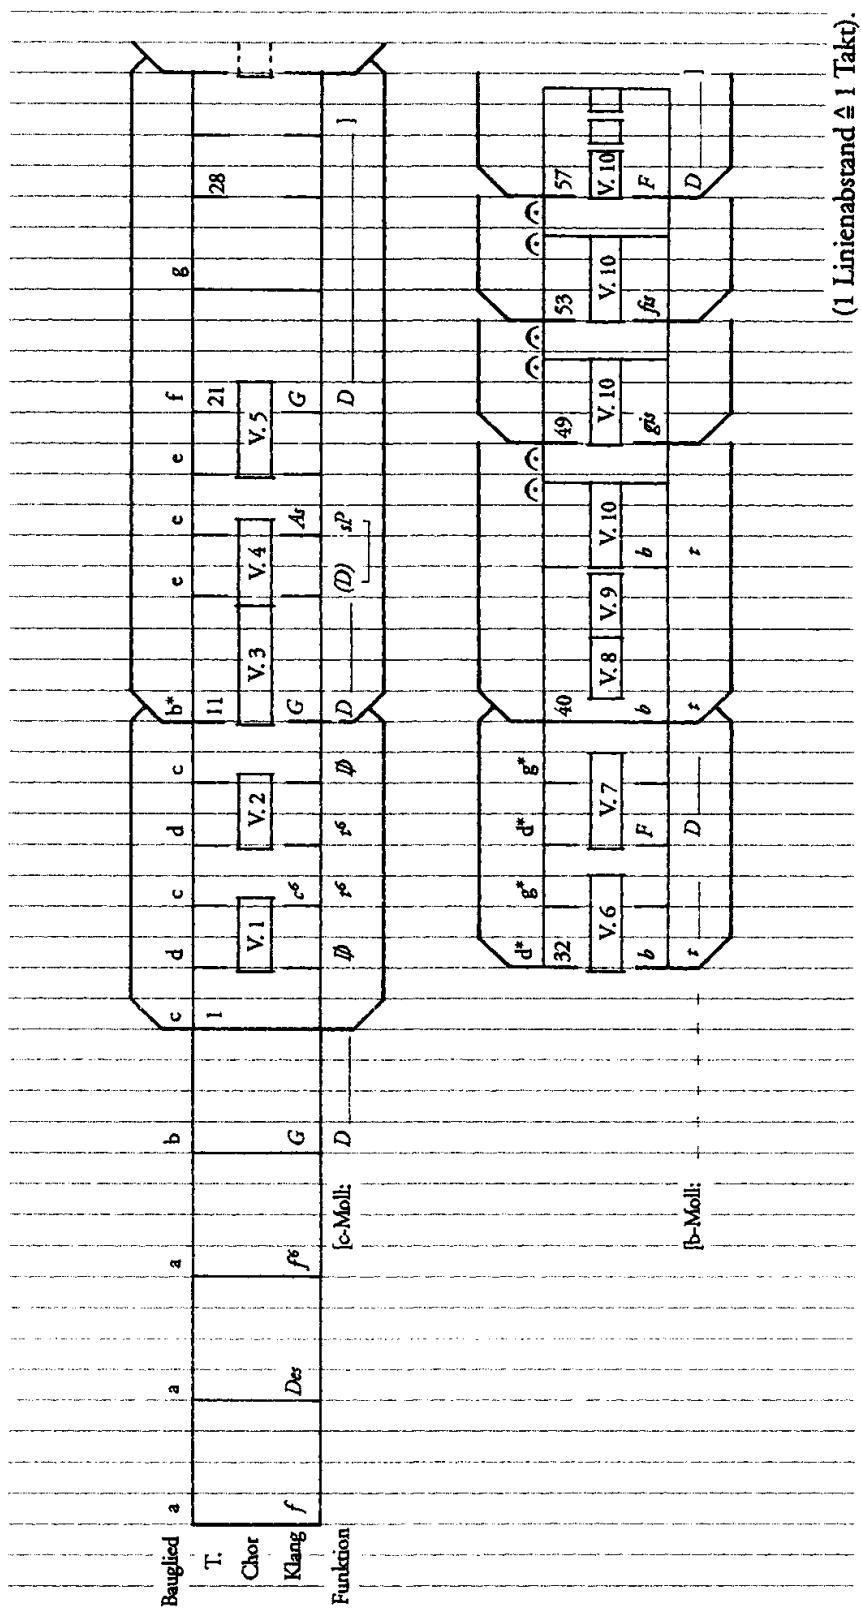 Bauglied a a a b c d c d c b* e e e f g
T. 1 11 21 28
Chor V. 1 V. 2 V. 3 V. 4 V. 5
Klang f Des f⁶ G c⁶ G As G
Funktion [c-Moll: D t⁶ t⁶ D (D) sP D ]
d* g* d* g*
32 40 49 53 57
V. 6 V. 7 V. 8 V. 9 V. 10 V. 10 V. 10 V. 10
b F b b gis fis F
[b-Moll: t D t t D ]
(1 Linienabstand ≙ 1 Takt).